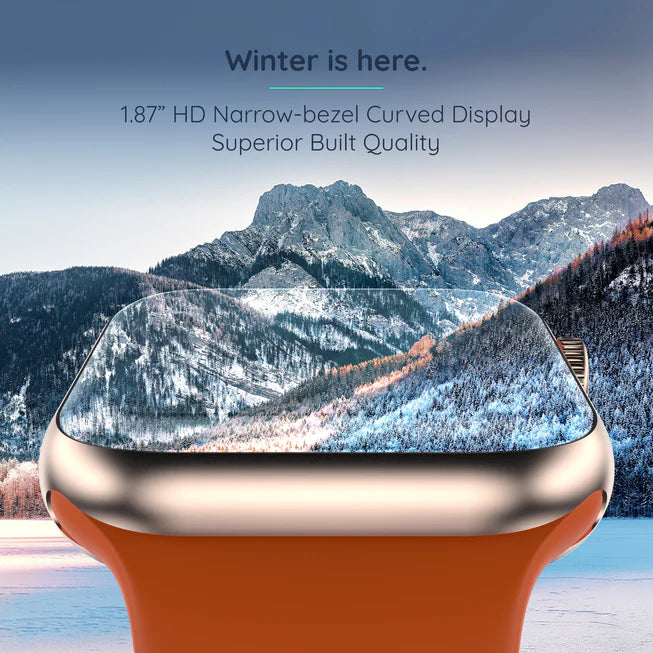 Winter is here.
1.87” HD Narrow-bezel Curved Display
Superior Built Quality